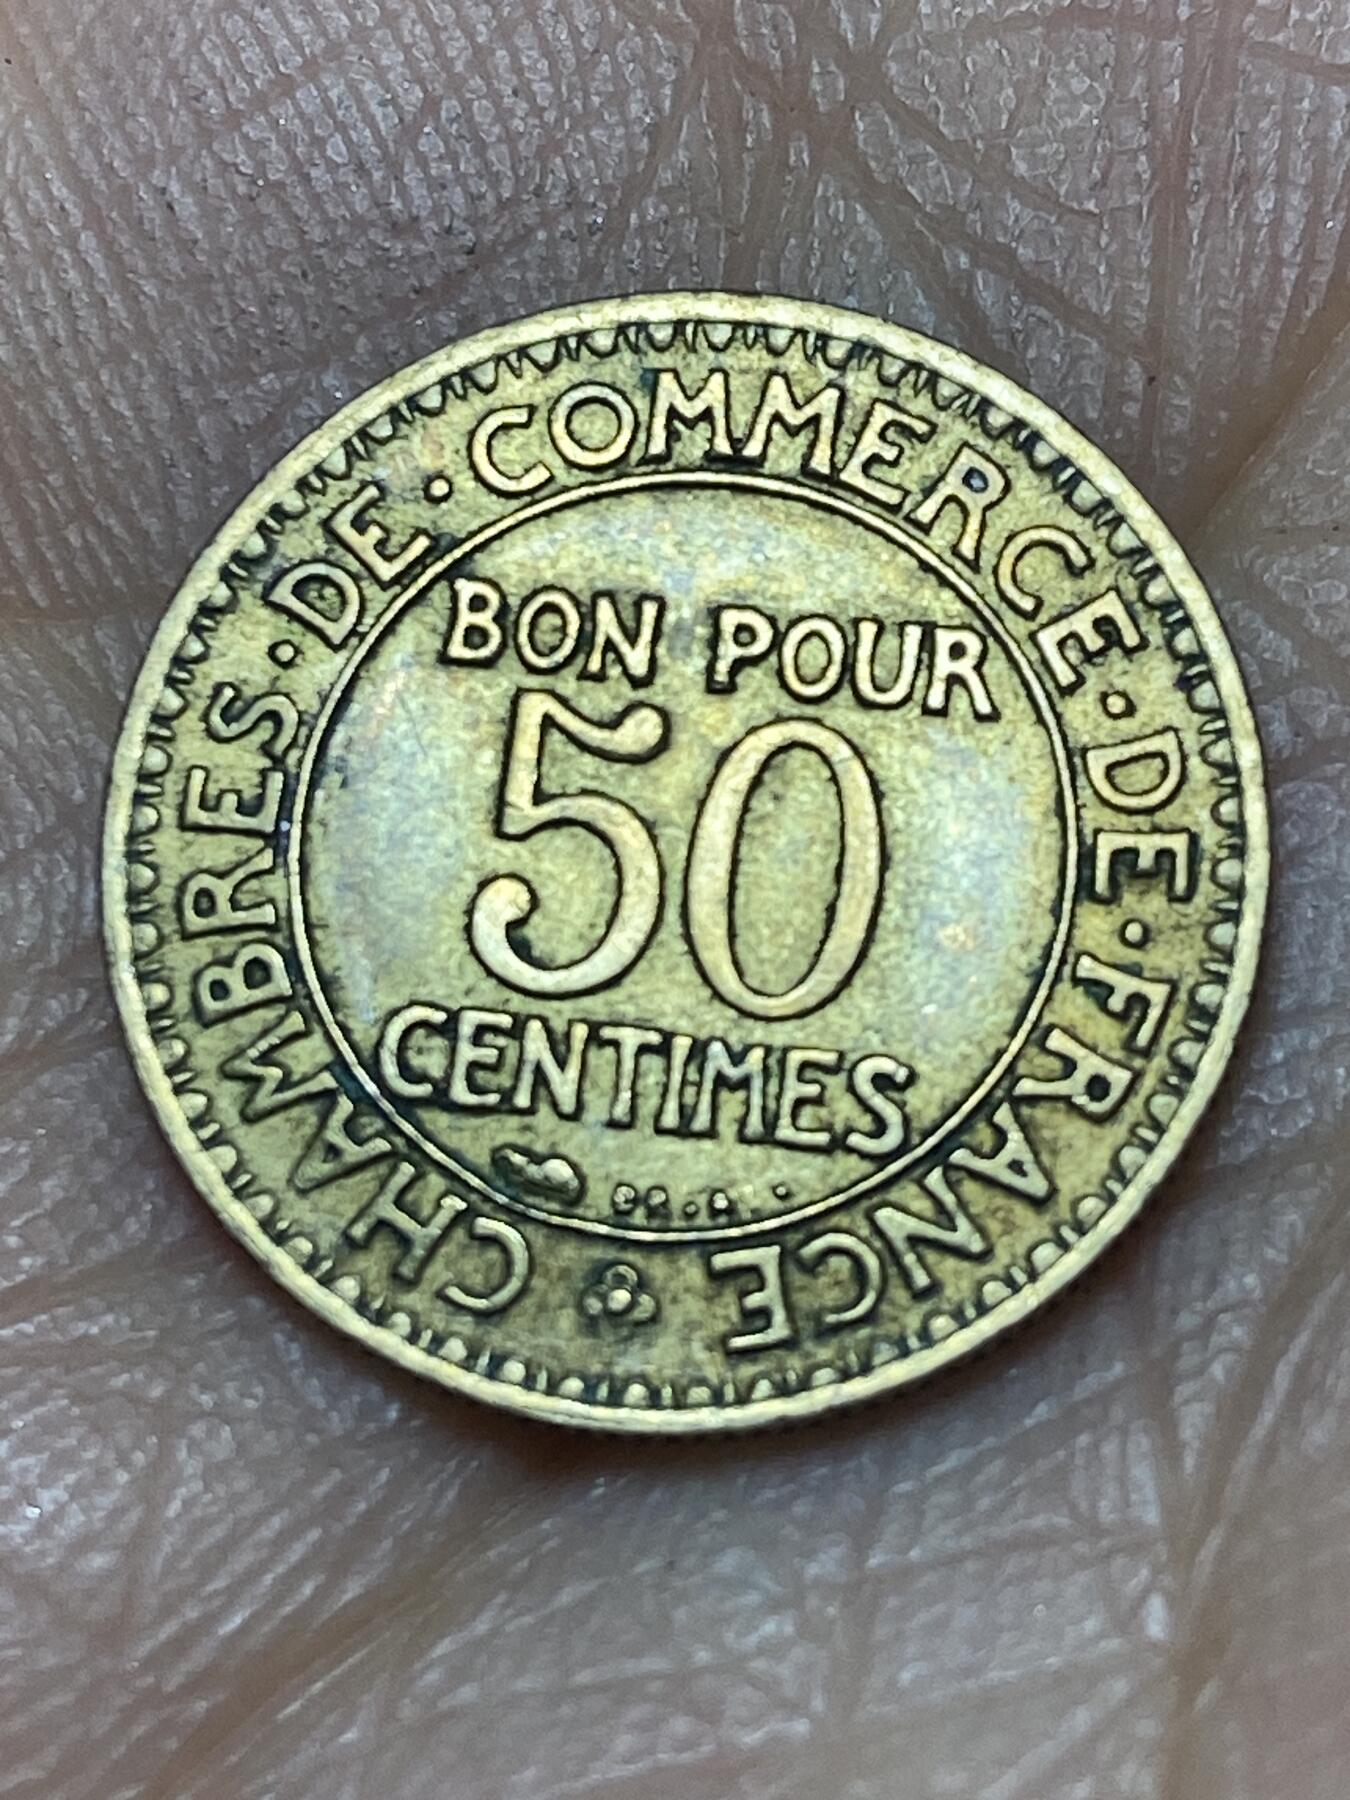 CHAMBRES·DE·COMMERCE·DE·FRANCE
BON POUR
50
CENTIMES